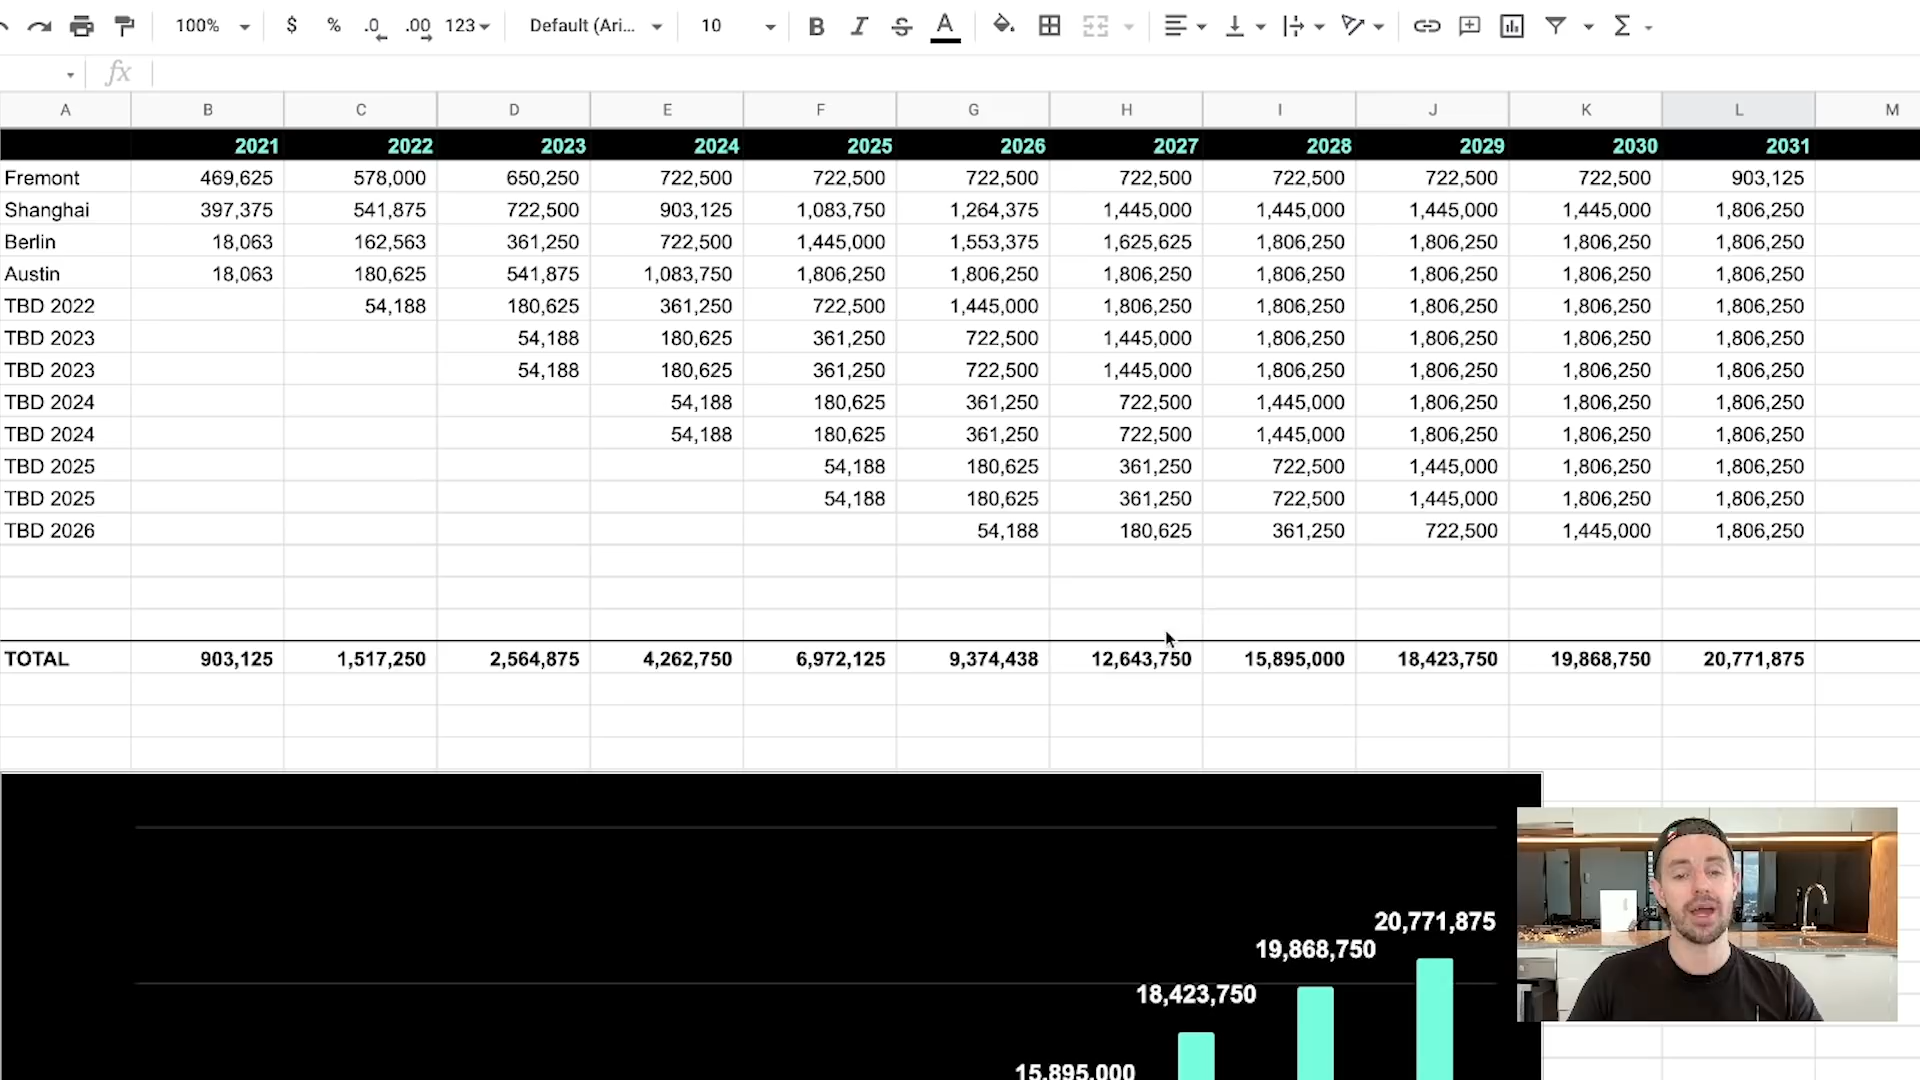 100% $ % .0 .00 123 Default (Ari... 10 B I S A Σ
fx
A B C D E F G H I J K L M
2021 2022 2023 2024 2025 2026 2027 2028 2029 2030 2031
Fremont 469,625 578,000 650,250 722,500 722,500 722,500 722,500 722,500 722,500 722,500 903,125
Shanghai 397,375 541,875 722,500 903,125 1,083,750 1,264,375 1,445,000 1,445,000 1,445,000 1,445,000 1,806,250
Berlin 18,063 162,563 361,250 722,500 1,445,000 1,553,375 1,625,625 1,806,250 1,806,250 1,806,250 1,806,250
Austin 18,063 180,625 541,875 1,083,750 1,806,250 1,806,250 1,806,250 1,806,250 1,806,250 1,806,250 1,806,250
TBD 2022 54,188 180,625 361,250 722,500 1,445,000 1,806,250 1,806,250 1,806,250 1,806,250 1,806,250
TBD 2023 54,188 180,625 361,250 722,500 1,445,000 1,806,250 1,806,250 1,806,250 1,806,250
TBD 2023 54,188 180,625 361,250 722,500 1,445,000 1,806,250 1,806,250 1,806,250 1,806,250
TBD 2024 54,188 180,625 361,250 722,500 1,445,000 1,806,250 1,806,250 1,806,250
TBD 2024 54,188 180,625 361,250 722,500 1,445,000 1,806,250 1,806,250 1,806,250
TBD 2025 54,188 180,625 361,250 722,500 1,445,000 1,806,250 1,806,250
TBD 2025 54,188 180,625 361,250 722,500 1,445,000 1,806,250 1,806,250
TBD 2026 54,188 180,625 361,250 722,500 1,445,000 1,806,250
TOTAL 903,125 1,517,250 2,564,875 4,262,750 6,972,125 9,374,438 12,643,750 15,895,000 18,423,750 19,868,750 20,771,875
20,771,875
19,868,750
18,423,750
15,895,000